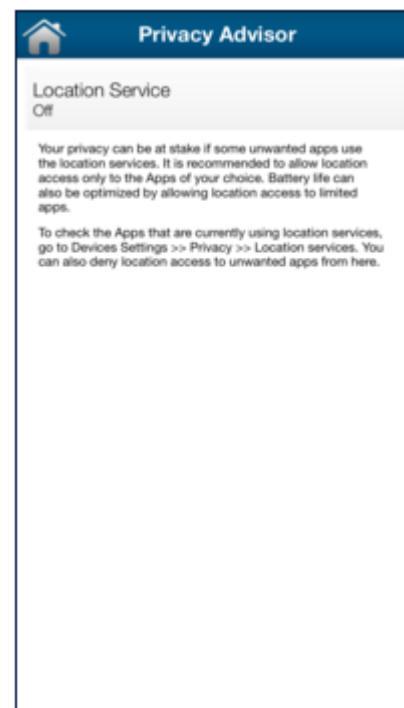 Privacy Advisor
Location Service
Off
Your privacy can be at stake if some unwanted apps use
the location services. It is recommended to allow location
access only to the Apps of your choice. Battery life can
also be optimized by allowing location access to limited
apps.
To check the Apps that are currently using location services,
go to Devices Settings >> Privacy >> Location services. You
can also deny location access to unwanted apps from here.